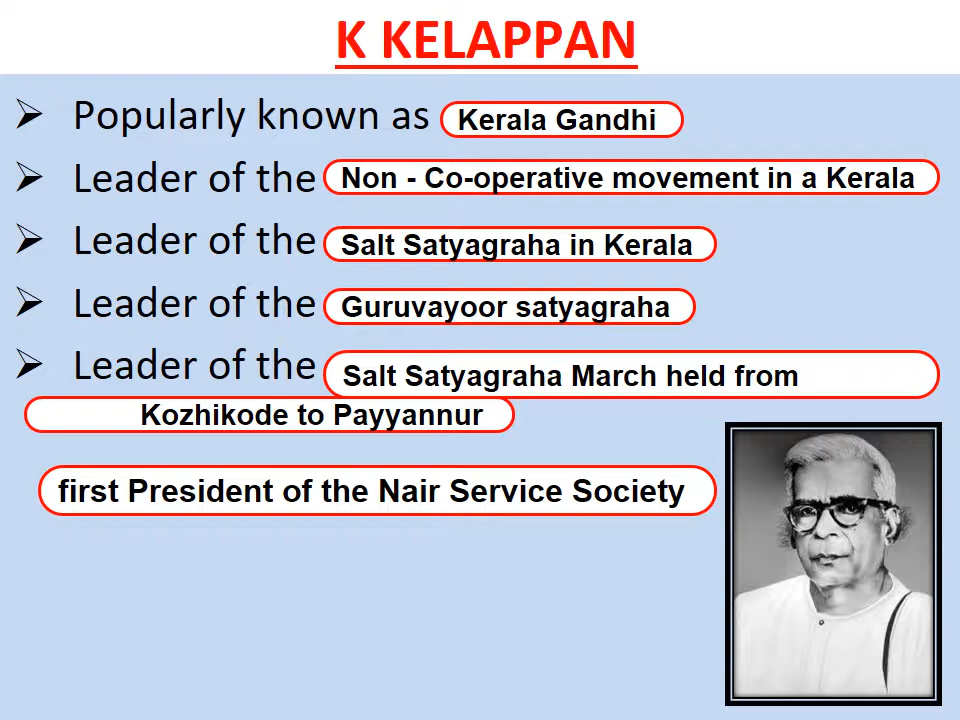 K KELAPPAN
➢ Popularly known as Kerala Gandhi
➢ Leader of the Non - Co-operative movement in a Kerala
➢ Leader of the Salt Satyagraha in Kerala
➢ Leader of the Guruvayoor satyagraha
➢ Leader of the Salt Satyagraha March held from
Kozhikode to Payyannur
first President of the Nair Service Society